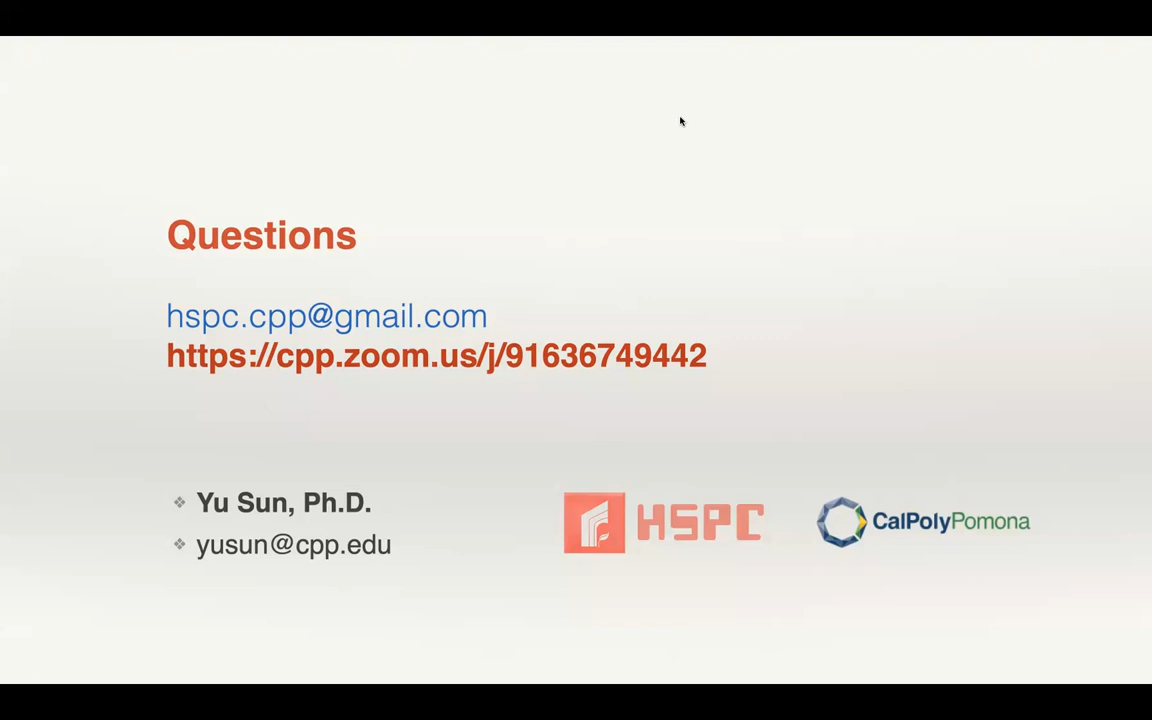 Questions
hspc.cpp@gmail.com
https://cpp.zoom.us/j/91636749442
Yu Sun, Ph.D.
yusun@cpp.edu
HSPC
CalPolyPomona